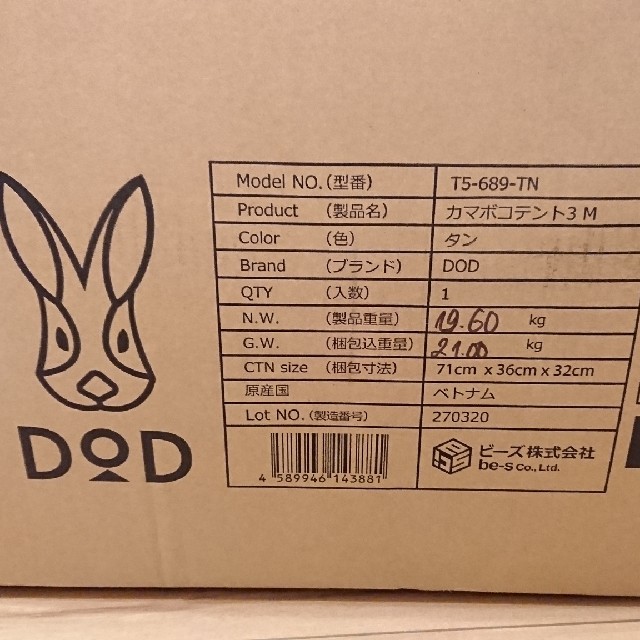 Model NO.(型番) T5-689-TN
Product (製品名) カマボコテント3 M
Color (色) タン
Brand (ブランド) DOD
QTY (入数) 1
N.W. (製品重量) 19.60 kg
G.W. (梱包込重量) 21.00 kg
CTN size (梱包寸法) 71cm x 36cm x 32cm
原産国 ベトナム
Lot NO.(製造番号) 270320
4 589946 143881
ビーズ株式会社
be-s Co., Ltd.
DOD